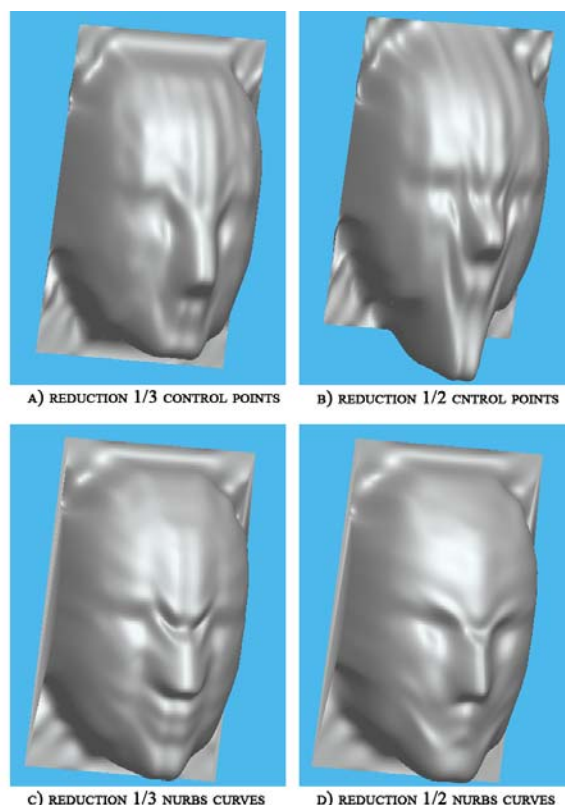 A) REDUCTION 1/3 CONTROL POINTS
B) REDUCTION 1/2 CNTROL POINTS
C) REDUCTION 1/3 NURBS CURVES
D) REDUCTION 1/2 NURBS CURVES